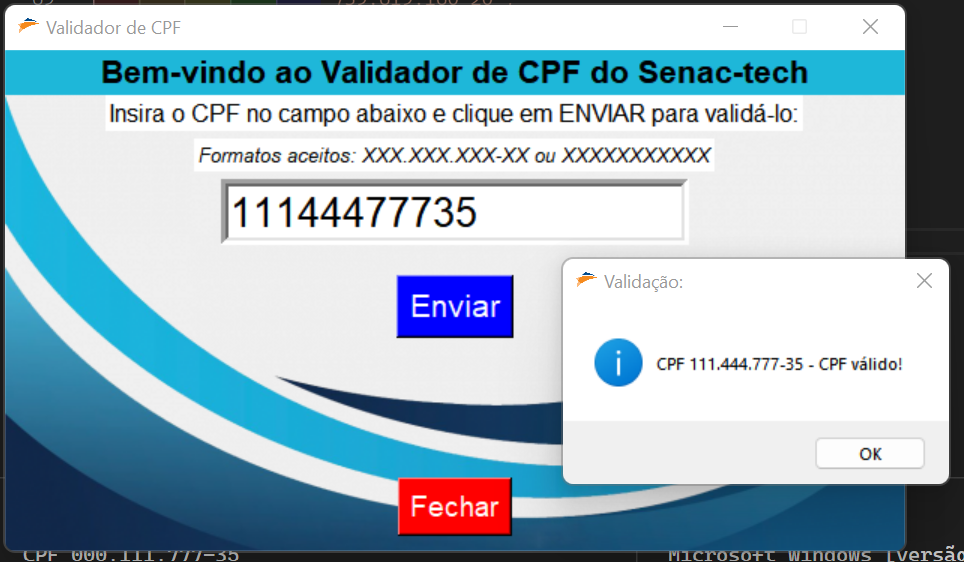 Validador de CPF
Bem-vindo ao Validador de CPF do Senac-tech
Insira o CPF no campo abaixo e clique em ENVIAR para validá-lo:
Formatos aceitos: XXX.XXX.XXX-XX ou XXXXXXXXXXX
11144477735
Enviar
Validação:
CPF 111.444.777-35 - CPF válido!
OK
Fechar
CPF 000.111.777-35
Microsoft Windows [versão